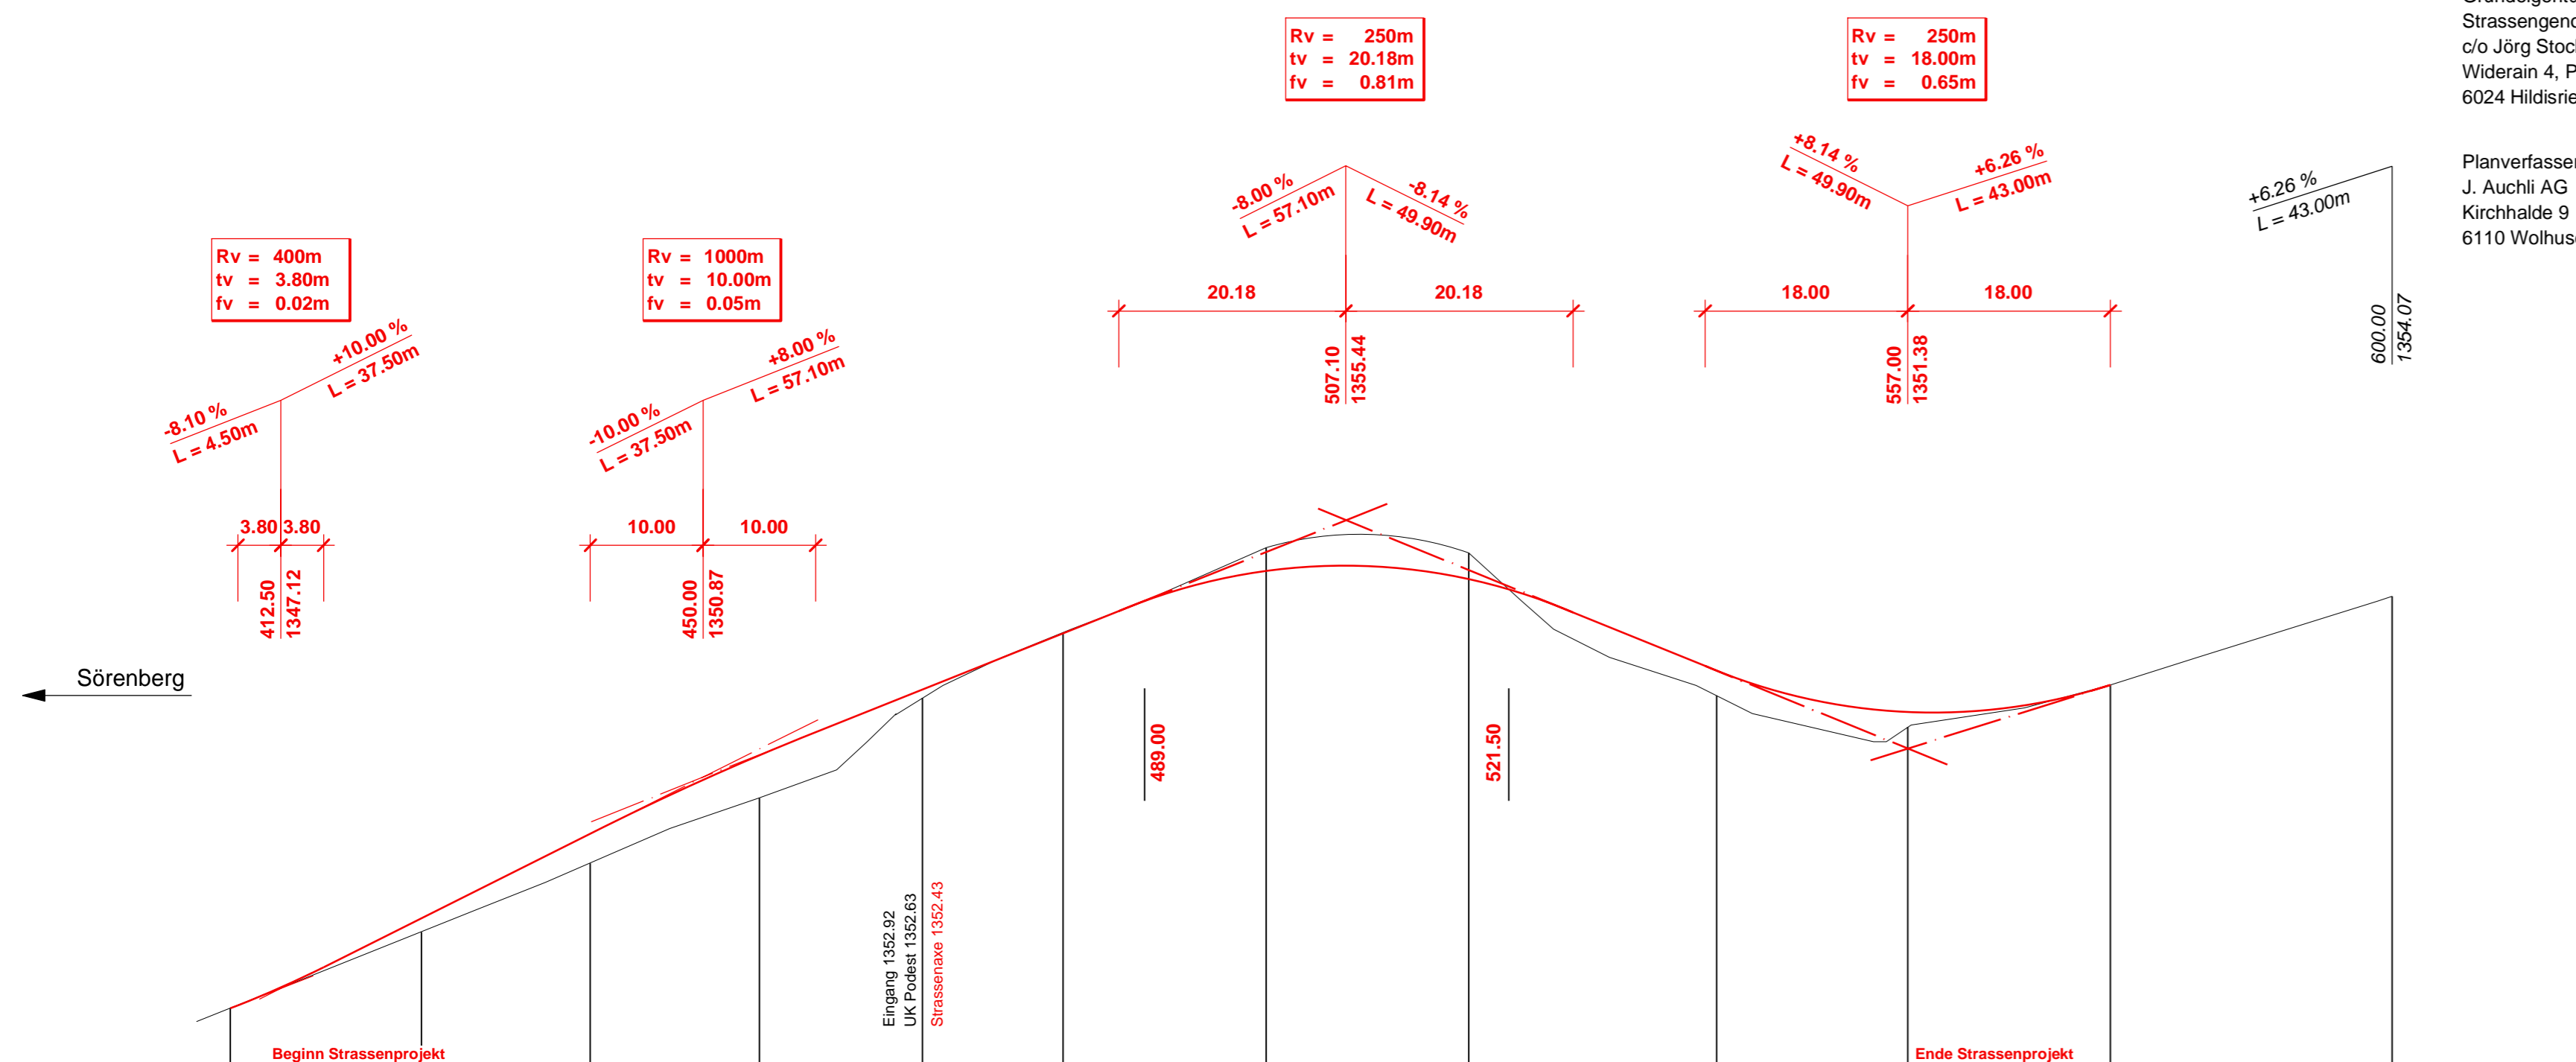 Strassengeno
c/o Jörg Stoc
Widerain 4, P
6024 Hildisrie
Planverfasser
J. Auchli AG
Kirchhalde 9
6110 Wolhuse
Rv = 250m
tv = 20.18m
fv = 0.81m
Rv = 250m
tv = 18.00m
fv = 0.65m
-8.00 %
L = 57.10m
-8.14 %
L = 49.90m
+8.14 %
L = 49.90m
+6.26 %
L = 43.00m
+6.26 %
L = 43.00m
Rv = 400m
tv = 3.80m
fv = 0.02m
Rv = 1000m
tv = 10.00m
fv = 0.05m
20.18
20.18
18.00
18.00
507.10
1355.44
557.00
1351.38
600.00
1354.07
-8.10 %
L = 4.50m
+10.00 %
L = 37.50m
-10.00 %
L = 37.50m
+8.00 %
L = 57.10m
3.80
3.80
10.00
10.00
412.50
1347.12
450.00
1350.87
Sörenberg
489.00
521.50
Eingang 1352.92
UK Podest 1352.63
Strassenaxe 1352.43
Beginn Strassenprojekt
Ende Strassenprojekt